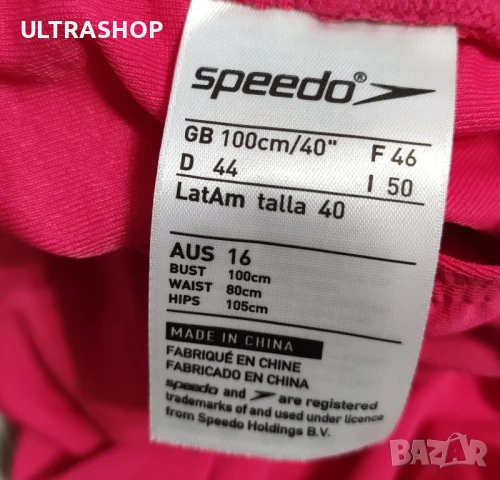 ULTRASHOP
speedo®
GB 100cm/40" F 46
D 44 I 50
LatAm talla 40
AUS 16
BUST 100cm
WAIST 80cm
HIPS 105cm
MADE IN CHINA
FABRIQUÉ EN CHINE
FABRICADO EN CHINA
speedo and are registered
trademarks of and used under licence
from Speedo Holdings B.V.
BAZAR